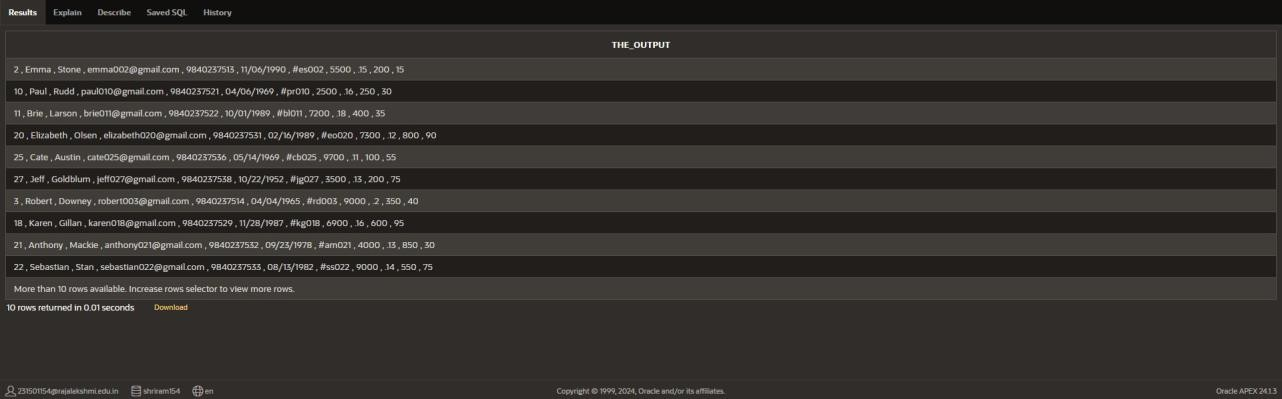 Results Explain Describe Saved SQL History
THE_OUTPUT
2 , Emma , Stone , emma002@gmail.com , 9840237513 , 11/06/1990 , #es002 , 5500 , .15 , 200 , 15
10 , Paul , Rudd , paul010@gmail.com , 9840237521 , 04/06/1969 , #pr010 , 2500 , .16 , 250 , 30
11 , Brie , Larson , brie011@gmail.com , 9840237522 , 10/01/1989 , #bl011 , 7200 , .18 , 400 , 35
20 , Elizabeth , Olsen , elizabeth020@gmail.com , 9840237531 , 02/16/1989 , #eo020 , 7300 , .12 , 800 , 90
25 , Cate , Austin , cate025@gmail.com , 9840237536 , 05/14/1969 , #cb025 , 9700 , .11 , 100 , 55
27 , Jeff , Goldblum , jeff027@gmail.com , 9840237538 , 10/22/1952 , #jg027 , 3500 , .13 , 200 , 75
3 , Robert , Downey , robert003@gmail.com , 9840237514 , 04/04/1965 , #rd003 , 9000 , .2 , 350 , 40
18 , Karen , Gillan , karen018@gmail.com , 9840237529 , 11/28/1987 , #kg018 , 6900 , .16 , 600 , 95
21 , Anthony , Mackie , anthony021@gmail.com , 9840237532 , 09/23/1978 , #am021 , 4000 , .13 , 850 , 30
22 , Sebastian , Stan , sebastian022@gmail.com , 9840237533 , 08/13/1982 , #ss022 , 9000 , .14 , 550 , 75
More than 10 rows available. Increase rows selector to view more rows.
10 rows returned in 0.01 seconds Download
231501154@rajalakshmi.edu.in shriram154 en Copyright © 1999, 2024, Oracle and/or its affiliates. Oracle APEX 24.1.3